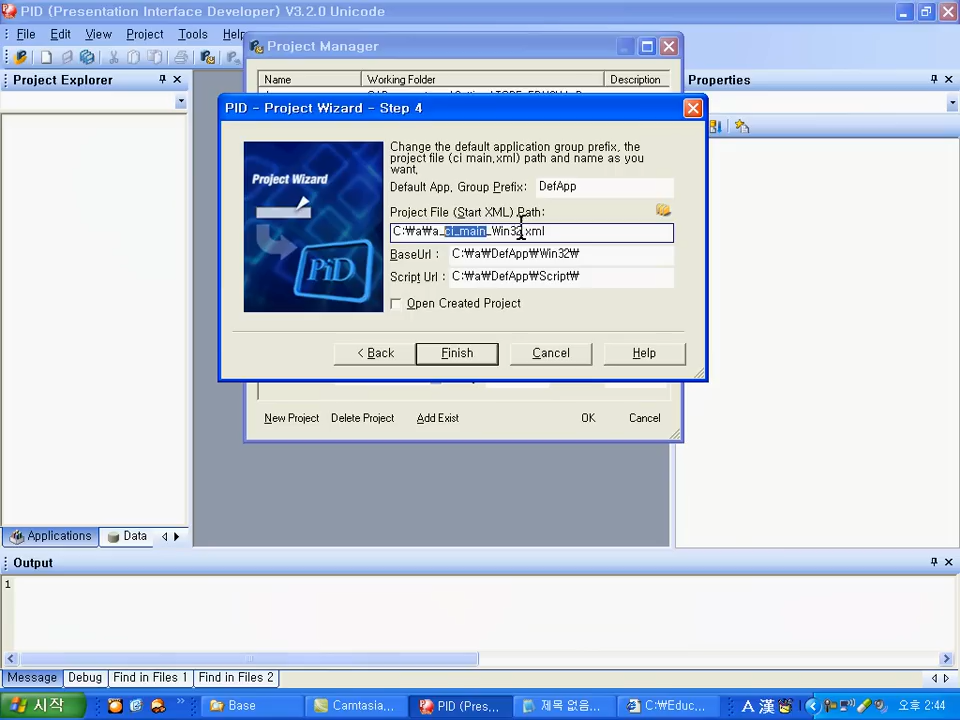 PID (Presentation Interface Developer) V3.2.0 Unicode
File Edit View Project Tools Help
Project Manager
Project Explorer
Properties
Name Working Folder Description
PID - Project Wizard - Step 4
Project Wizard
PiD
Change the default application group prefix, the
project file (ci main,xml) path and name as you
want,
Default App, Group Prefix: DefApp
Project File (Start XML) Path:
C:₩a₩a_ci_main_Win32.xml
BaseUrl : C:₩a₩DefApp₩Win32₩
Script Url : C:₩a₩DefApp₩Script₩
Open Created Project
< Back Finish Cancel Help
New Project Delete Project Add Exist OK Cancel
Applications Data
Output
1
Message Debug Find in Files 1 Find in Files 2
시작 Base Camtasia... PID (Pres... 제목 없음... C:₩Educ... A 漢 오후 2:44